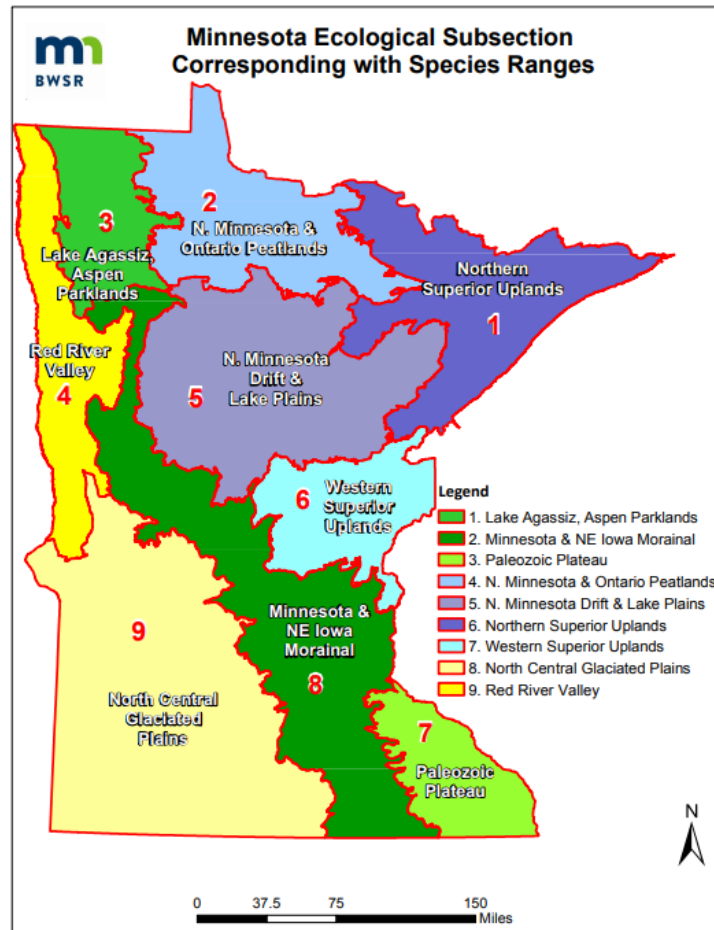 mn
BWSR
Minnesota Ecological Subsection
Corresponding with Species Ranges
2
N. Minnesota &
Ontario Peatlands
3
Lake Agassiz,
Aspen
Parklands
Northern
Superior Uplands
1
Red River
Valley
4
N. Minnesota
Drift &
Lake Plains
5
6
Western
Superior
Uplands
Legend
1. Lake Agassiz, Aspen Parklands
2. Minnesota & NE Iowa Morainal
3. Paleozoic Plateau
4. N. Minnesota & Ontario Peatlands
5. N. Minnesota Drift & Lake Plains
6. Northern Superior Uplands
7. Western Superior Uplands
8. North Central Glaciated Plains
9. Red River Valley
Minnesota &
NE Iowa
Morainal
8
9
North Central
Glaciated
Plains
7
Paleozoic
Plateau
N
0 37.5 75 150
Miles